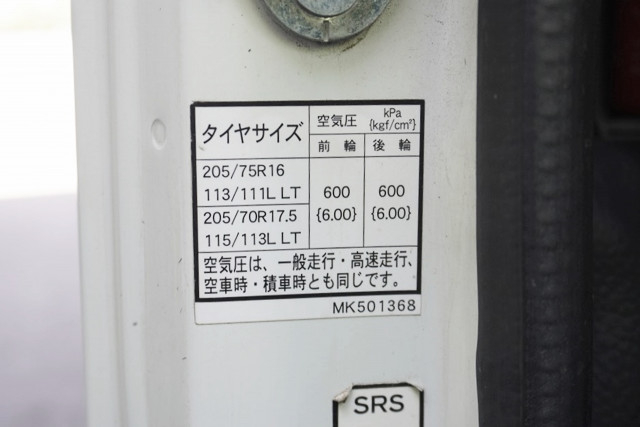 タイヤサイズ
空気圧 kPa {kgf/cm²}
前輪 後輪
205/75R16
113/111L LT 600 600
205/70R17.5 {6.00} {6.00}
115/113L LT
空気圧は、一般走行・高速走行、
空車時・積車時とも同じです。
MK501368
SRS